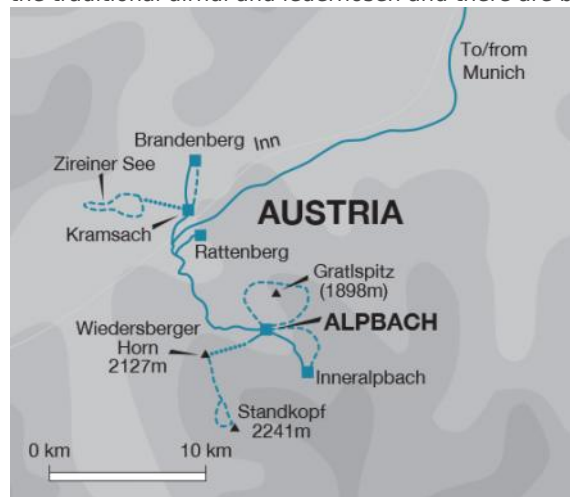 To/from
Munich
Brandenberg
Inn
Zireiner See
AUSTRIA
Kramsach
Rattenberg
Gratlspitz
(1898m)
ALPBACH
Wiedersberger
Horn
2127m
Inneralpbach
Standkopf
2241m
0 km 10 km